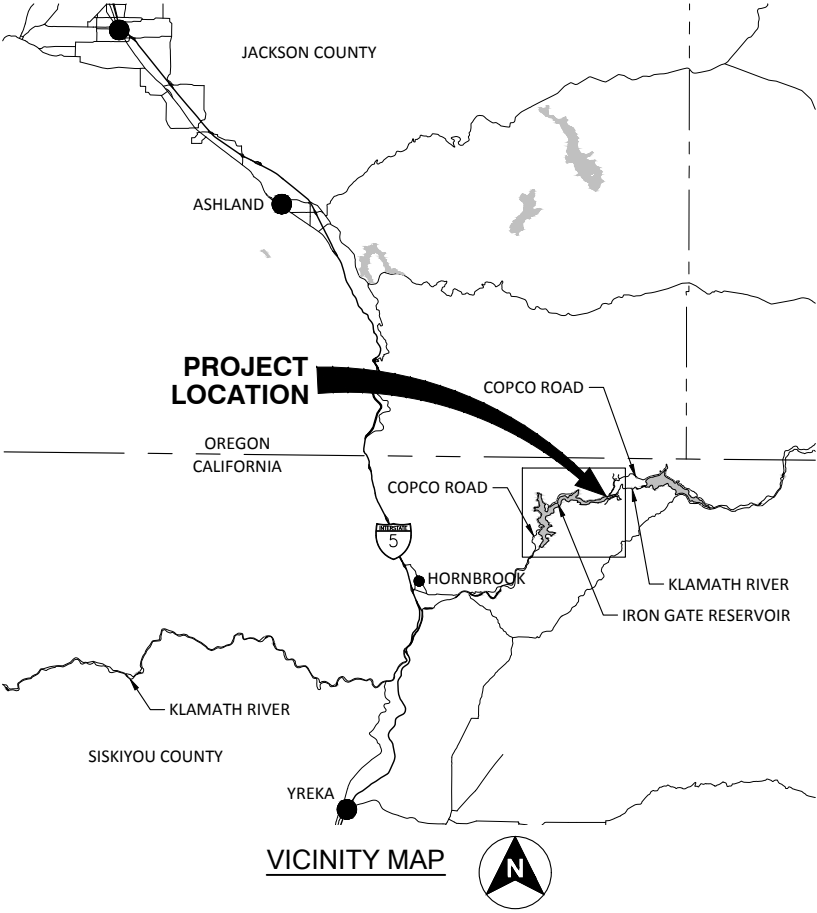 JACKSON COUNTY
ASHLAND
PROJECT
LOCATION
COPCO ROAD
OREGON
CALIFORNIA
COPCO ROAD
INTERSTATE
5
HORNBROOK
KLAMATH RIVER
IRON GATE RESERVOIR
KLAMATH RIVER
SISKIYOU COUNTY
YREKA
VICINITY MAP
N